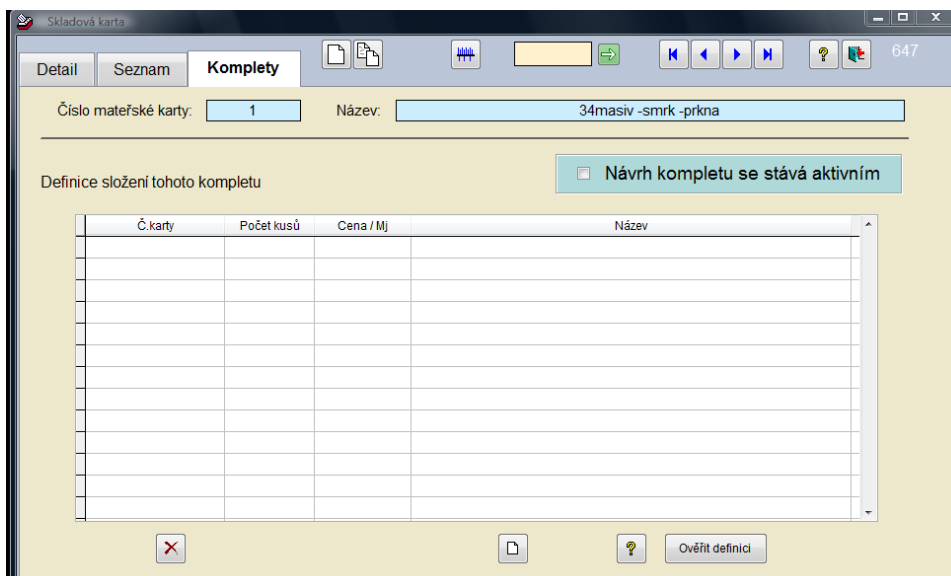 Skladová karta
Detail Seznam Komplety 647
Číslo mateřské karty: 1 Název: 34masiv -smrk -prkna
Návrh kompletu se stává aktivním
Definice složení tohoto kompletu
Č.karty Počet kusů Cena / Mj Název
Ověřit definici